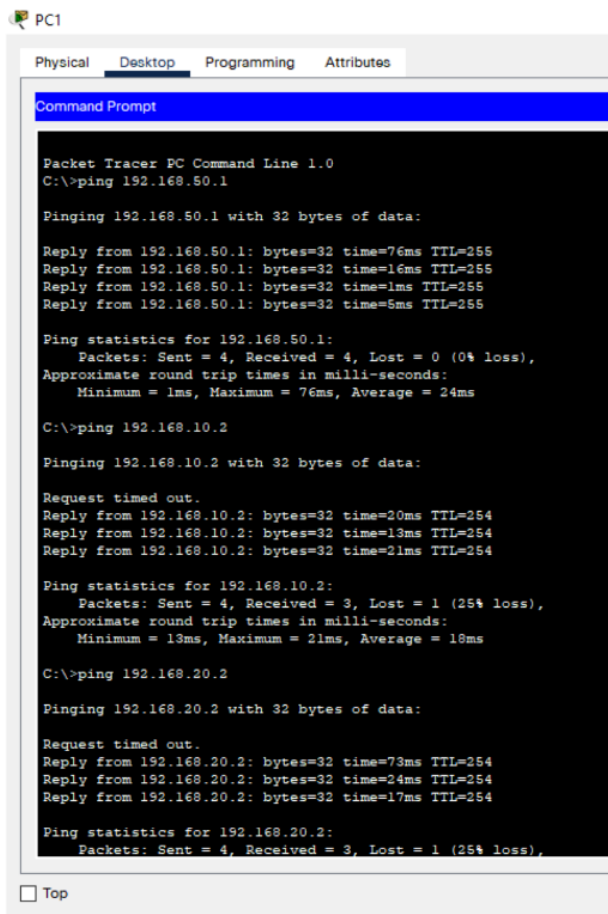 PC1
Physical Desktop Programming Attributes
Command Prompt
Packet Tracer PC Command Line 1.0
C:\>ping 192.168.50.1
Pinging 192.168.50.1 with 32 bytes of data:
Reply from 192.168.50.1: bytes=32 time=76ms TTL=255
Reply from 192.168.50.1: bytes=32 time=16ms TTL=255
Reply from 192.168.50.1: bytes=32 time=1ms TTL=255
Reply from 192.168.50.1: bytes=32 time=5ms TTL=255
Ping statistics for 192.168.50.1:
Packets: Sent = 4, Received = 4, Lost = 0 (0% loss),
Approximate round trip times in milli-seconds:
Minimum = 1ms, Maximum = 76ms, Average = 24ms
C:\>ping 192.168.10.2
Pinging 192.168.10.2 with 32 bytes of data:
Request timed out.
Reply from 192.168.10.2: bytes=32 time=20ms TTL=254
Reply from 192.168.10.2: bytes=32 time=13ms TTL=254
Reply from 192.168.10.2: bytes=32 time=21ms TTL=254
Ping statistics for 192.168.10.2:
Packets: Sent = 4, Received = 3, Lost = 1 (25% loss),
Approximate round trip times in milli-seconds:
Minimum = 13ms, Maximum = 21ms, Average = 18ms
C:\>ping 192.168.20.2
Pinging 192.168.20.2 with 32 bytes of data:
Request timed out.
Reply from 192.168.20.2: bytes=32 time=73ms TTL=254
Reply from 192.168.20.2: bytes=32 time=24ms TTL=254
Reply from 192.168.20.2: bytes=32 time=17ms TTL=254
Ping statistics for 192.168.20.2:
Packets: Sent = 4, Received = 3, Lost = 1 (25% loss),
Top